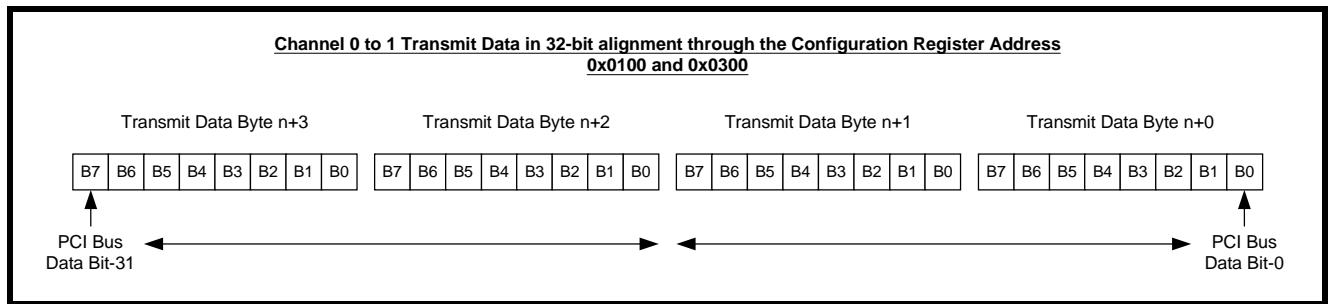 Channel 0 to 1 Transmit Data in 32-bit alignment through the Configuration Register Address
0x0100 and 0x0300
Transmit Data Byte n+3 Transmit Data Byte n+2 Transmit Data Byte n+1 Transmit Data Byte n+0
B7 B6 B5 B4 B3 B2 B1 B0 B7 B6 B5 B4 B3 B2 B1 B0 B7 B6 B5 B4 B3 B2 B1 B0 B7 B6 B5 B4 B3 B2 B1 B0
PCI Bus PCI Bus
Data Bit-31 Data Bit-0